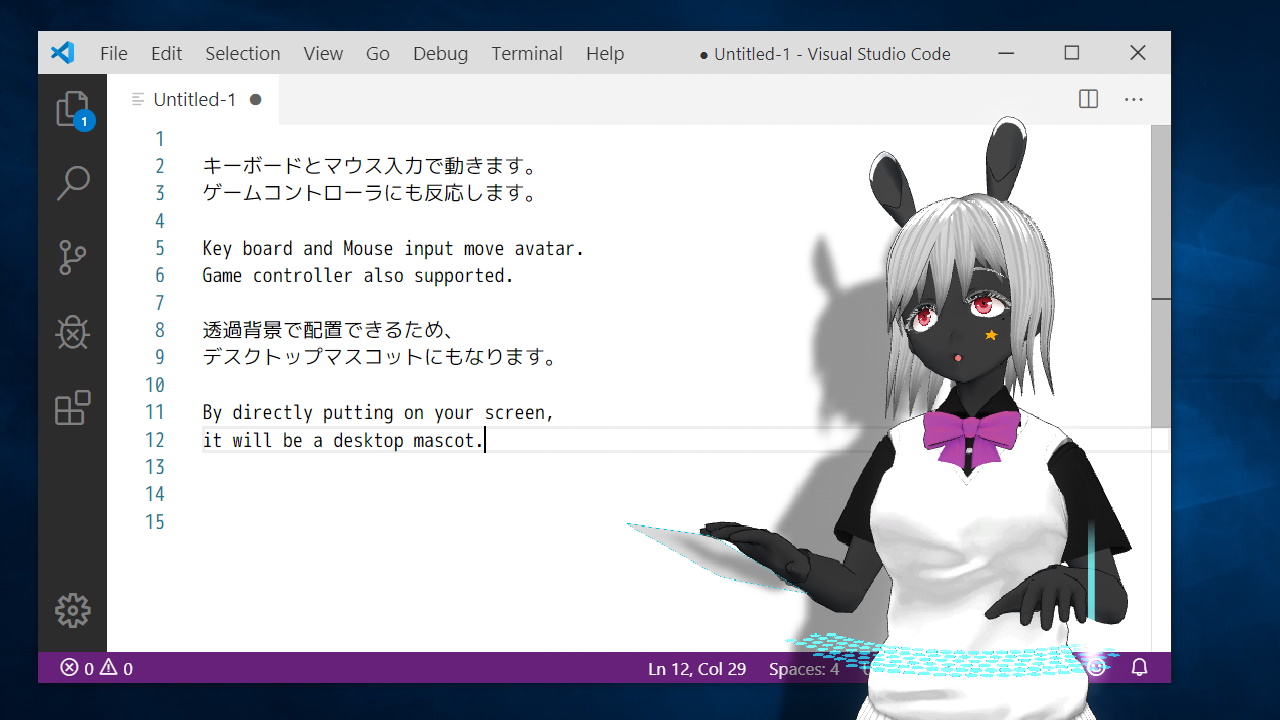 File Edit Selection View Go Debug Terminal Help ● Untitled-1 - Visual Studio Code
Untitled-1 ●
1
1
2 キーボードとマウス入力で動きます。
3 ゲームコントローラにも反応します。
4
5 Key board and Mouse input move avatar.
6 Game controller also supported.
7
8 透過背景で配置できるため、
9 デスクトップマスコットにもなります。
10
11 By directly putting on your screen,
12 it will be a desktop mascot.
13
14
15
0 0 Ln 12, Col 29 Spaces: 4